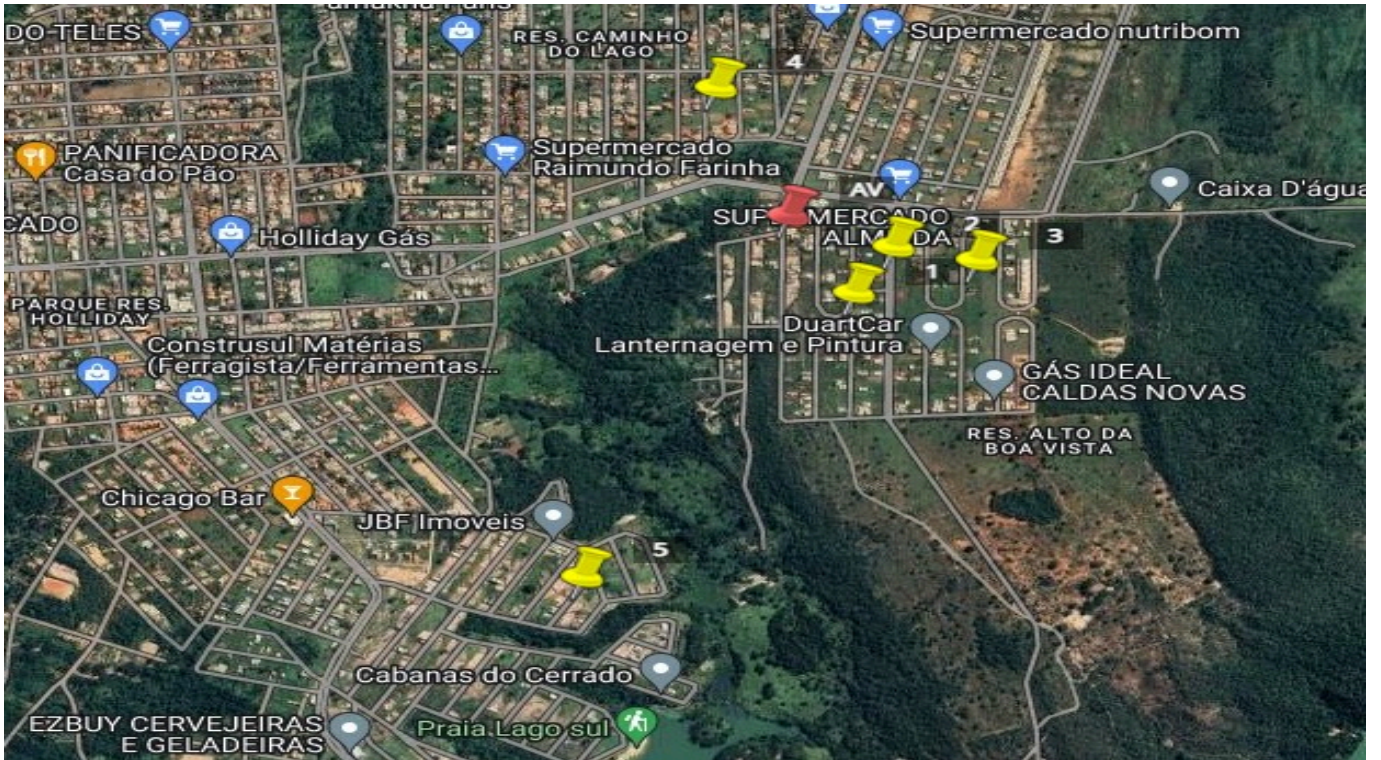 DO TELES
RES. CAMINHO
DO LAGO
4
Supermercado nutribom
PANIFICADORA
Casa do Pão
Supermercado
Raimundo Farinha
AV
Caixa D'água
CADO
Holliday Gás
ALM DA
2
3
1
PARQUE RES.
HOLLIDAY
DuartCar
Lanternagem e Pintura
Construsul Matérias
(Ferragista/Ferramentas...
GÁS IDEAL
CALDAS NOVAS
RES. ALTO DA
BOA VISTA
Chicago Bar
JBF Imoveis
5
Cabanas do Cerrado
EZBUY CERVEJEIRAS
E GELADEIRAS
Praia Lago sul